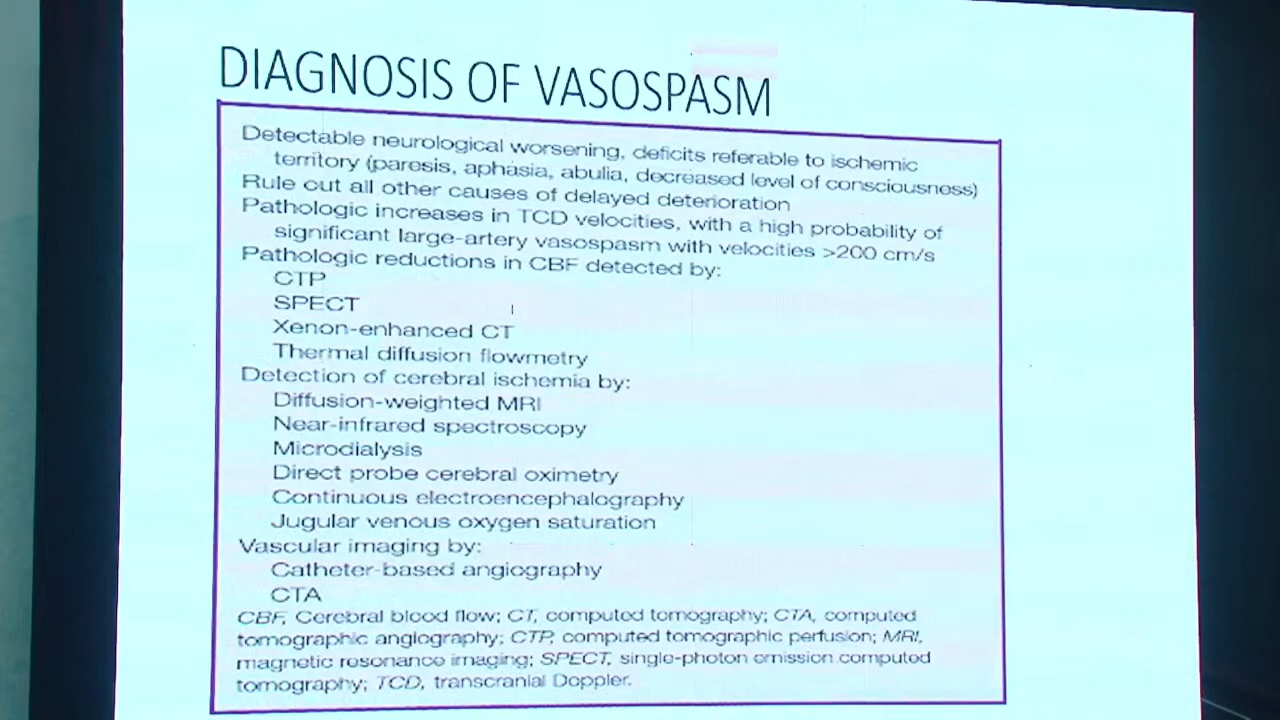 DIAGNOSIS OF VASOSPASM
Detectable neurological worsening, deficits referable to ischemic
territory (paresis, aphasia, abulia, decreased level of consciousness)
Rule out all other causes of delayed deterioration
Pathologic increases in TCD velocities, with a high probability of
significant large-artery vasospasm with velocities >200 cm/s
Pathologic reductions in CBF detected by:
CTP
SPECT
Xenon-enhanced CT
Thermal diffusion flowmetry
Detection of cerebral ischemia by:
Diffusion-weighted MRI
Near-infrared spectroscopy
Microdialysis
Direct probe cerebral oximetry
Continuous electroencephalography
Jugular venous oxygen saturation
Vascular imaging by:
Catheter-based angiography
CTA
CBF, Cerebral blood flow; CT, computed tomography; CTA, computed
tomographic angiography; CTP, computed tomographic perfusion; MRI,
magnetic resonance imaging; SPECT, single-photon emission computed
tomography; TCD, transcranial Doppler.